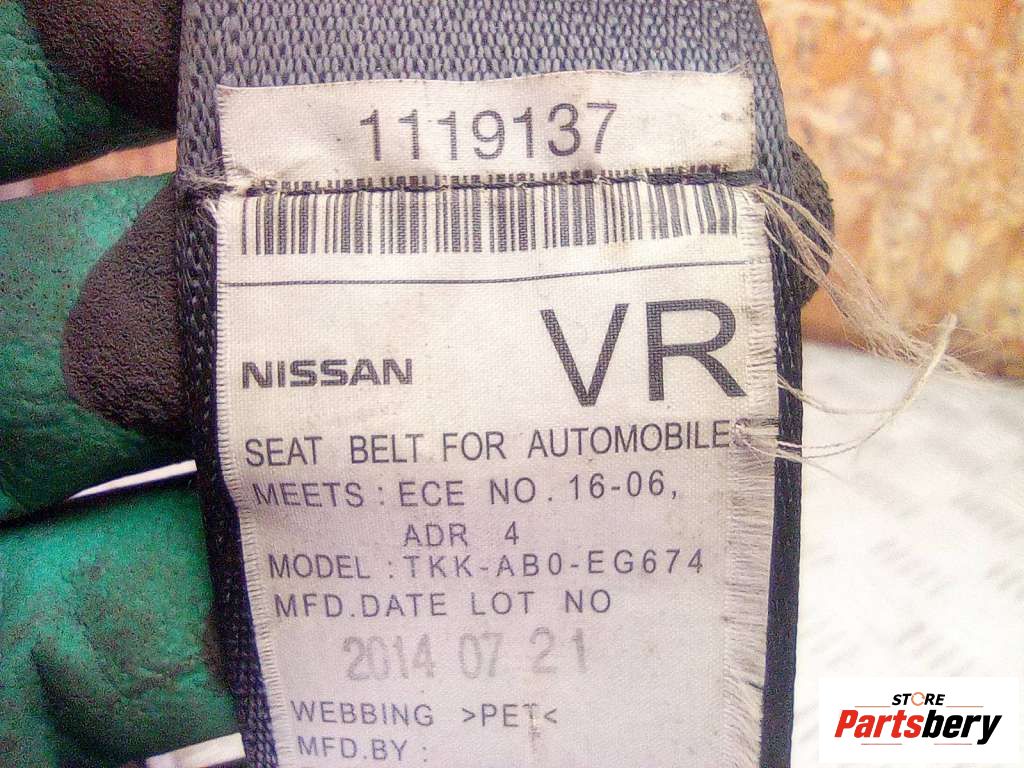 1119137
NISSAN VR
SEAT BELT FOR AUTOMOBILES
MEETS : ECE NO. 16-06,
ADR 4
MODEL : TKK-AB0-EG674
MFD.DATE LOT NO
2014 07 21
WEBBING >PET<
MFD.BY :
STORE
Partsbery